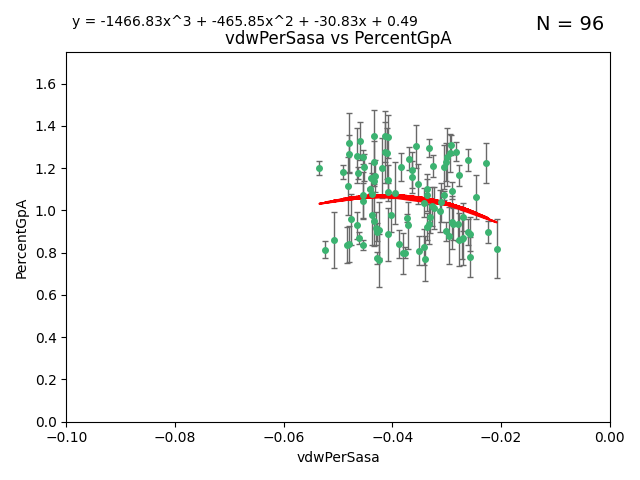 y = -1466.83x^3 + -465.85x^2 + -30.83x + 0.49
N = 96
vdwPerSasa vs PercentGpA
1.6
1.4
1.2
1.0
0.8
0.6
0.4
0.2
0.0
PercentGpA
−0.10 −0.08 −0.06 −0.04 −0.02 0.00
vdwPerSasa